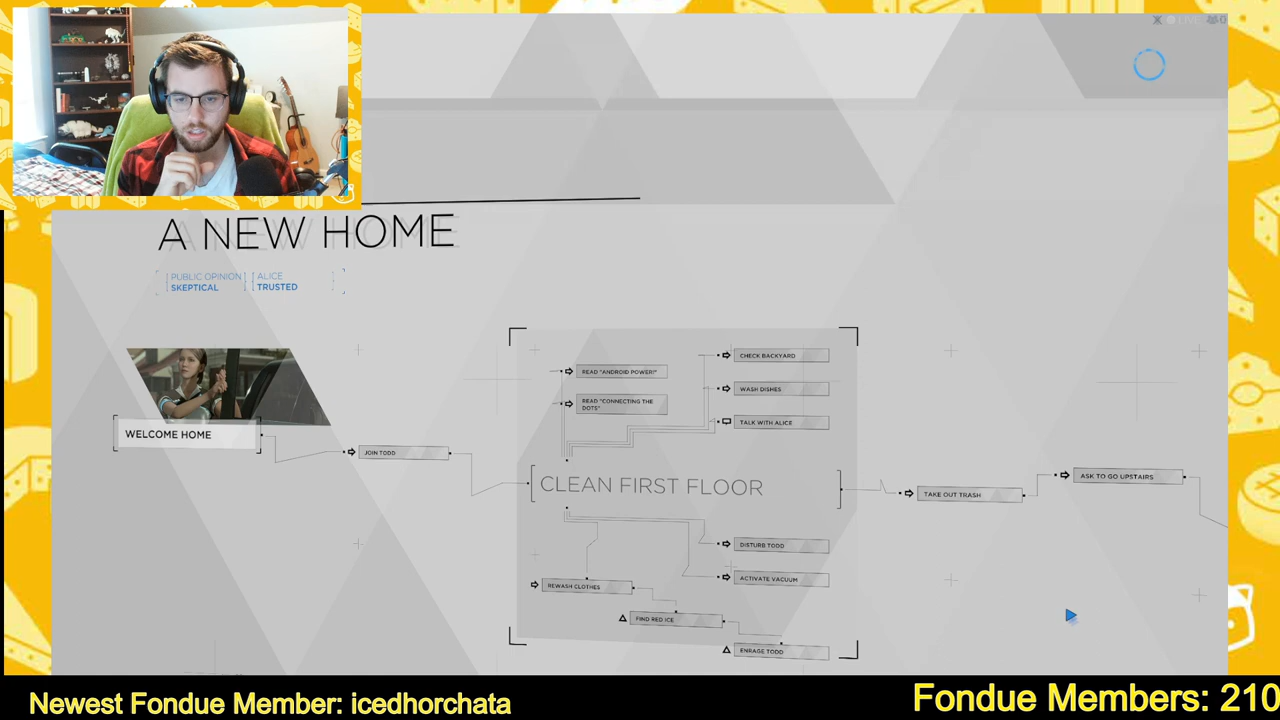 LIVE 0
A NEW HOME
PUBLIC OPINION
SKEPTICAL
ALICE
TRUSTED
WELCOME HOME
JOIN TODD
READ "ANDROID POWER!"
READ "CONNECTING THE
DOTS"
CHECK BACKYARD
WASH DISHES
TALK WITH ALICE
CLEAN FIRST FLOOR
DISTURB TODD
ACTIVATE VACUUM
REWASH CLOTHES
FIND RED ICE
ENRAGE TODD
TAKE OUT TRASH
ASK TO GO UPSTAIRS
Newest Fondue Member: icedhorchata
Fondue Members: 210